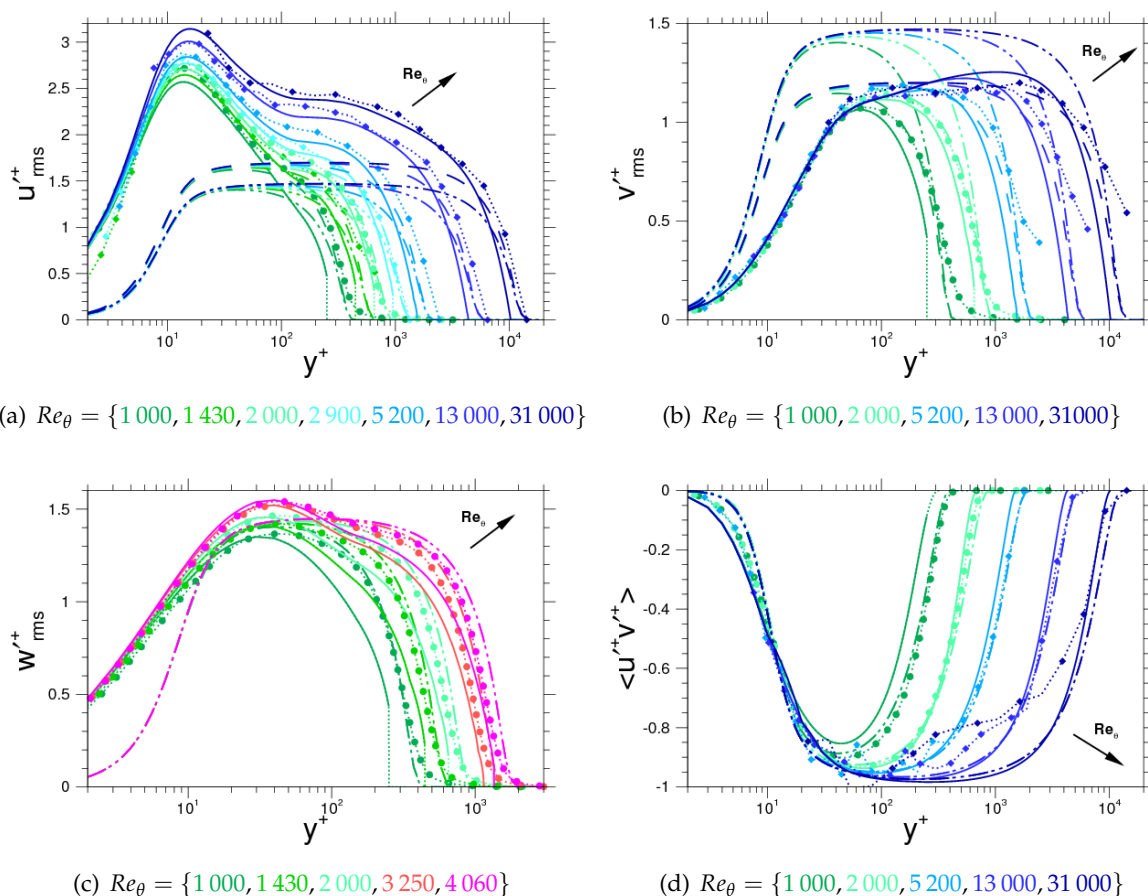 3
2.5
2
1.5
1
0.5
0
10¹ 10² 10³ 10⁴
u'⁺rms
y⁺
Reθ
(a) Reθ = {1 000, 1 430, 2 000, 2 900, 5 200, 13 000, 31 000}
1.5
1
0.5
0
10¹ 10² 10³ 10⁴
v'⁺rms
y⁺
Reθ
(b) Reθ = {1 000, 2 000, 5 200, 13 000, 31000}
1.5
1
0.5
0
10¹ 10² 10³
w'⁺rms
y⁺
Reθ
(c) Reθ = {1 000, 1 430, 2 000, 3 250, 4 060}
0
-0.2
-0.4
-0.6
-0.8
-1
10¹ 10² 10³ 10⁴
<u'⁺v'⁺>
y⁺
Reθ
(d) Reθ = {1 000, 2 000, 5 200, 13 000, 31 000}